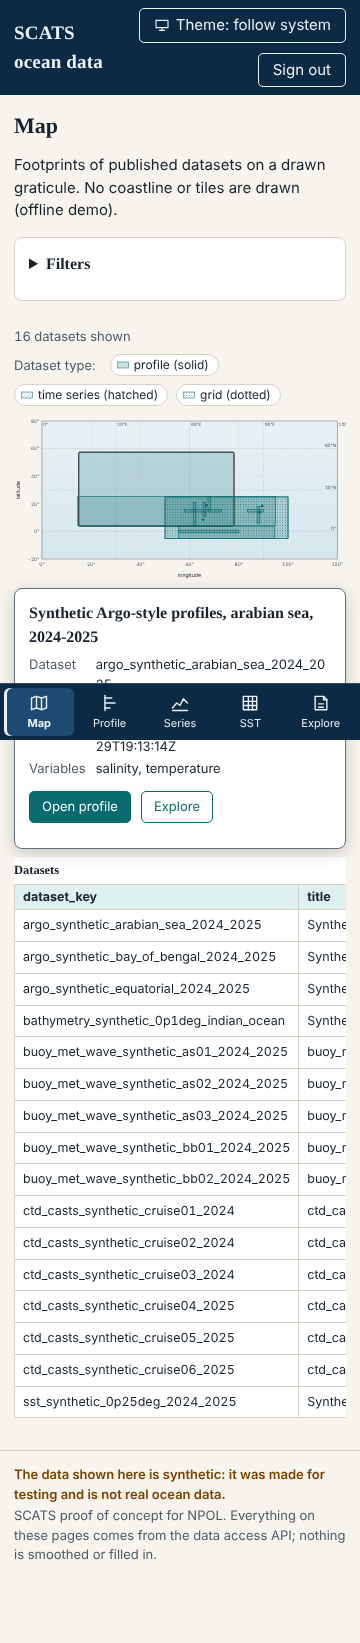 SCATS
ocean data
Theme: follow system
Sign out
Map
Footprints of published datasets on a drawn
graticule. No coastline or tiles are drawn
(offline demo).
Filters
16 datasets shown
Dataset type:
profile (solid)
time series (hatched)
grid (dotted)
latitude
longitude
Synthetic Argo-style profiles, arabian sea,
2024-2025
Dataset argo_synthetic_arabian_sea_2024_20
Map
Profile
Series
SST
Explore
29T19:13:14Z
Variables salinity, temperature
Open profile
Explore
Datasets
dataset_key title
argo_synthetic_arabian_sea_2024_2025 Synthe
argo_synthetic_bay_of_bengal_2024_2025 Synthe
argo_synthetic_equatorial_2024_2025 Synthe
bathymetry_synthetic_0p1deg_indian_ocean Synthe
buoy_met_wave_synthetic_as01_2024_2025 buoy_r
buoy_met_wave_synthetic_as02_2024_2025 buoy_r
buoy_met_wave_synthetic_as03_2024_2025 buoy_r
buoy_met_wave_synthetic_bb01_2024_2025 buoy_r
buoy_met_wave_synthetic_bb02_2024_2025 buoy_r
ctd_casts_synthetic_cruise01_2024 ctd_ca
ctd_casts_synthetic_cruise02_2024 ctd_ca
ctd_casts_synthetic_cruise03_2024 ctd_ca
ctd_casts_synthetic_cruise04_2025 ctd_ca
ctd_casts_synthetic_cruise05_2025 ctd_ca
ctd_casts_synthetic_cruise06_2025 ctd_ca
sst_synthetic_0p25deg_2024_2025 Synthe
The data shown here is synthetic: it was made for
testing and is not real ocean data.
SCATS proof of concept for NPOL. Everything on
these pages comes from the data access API; nothing
is smoothed or filled in.